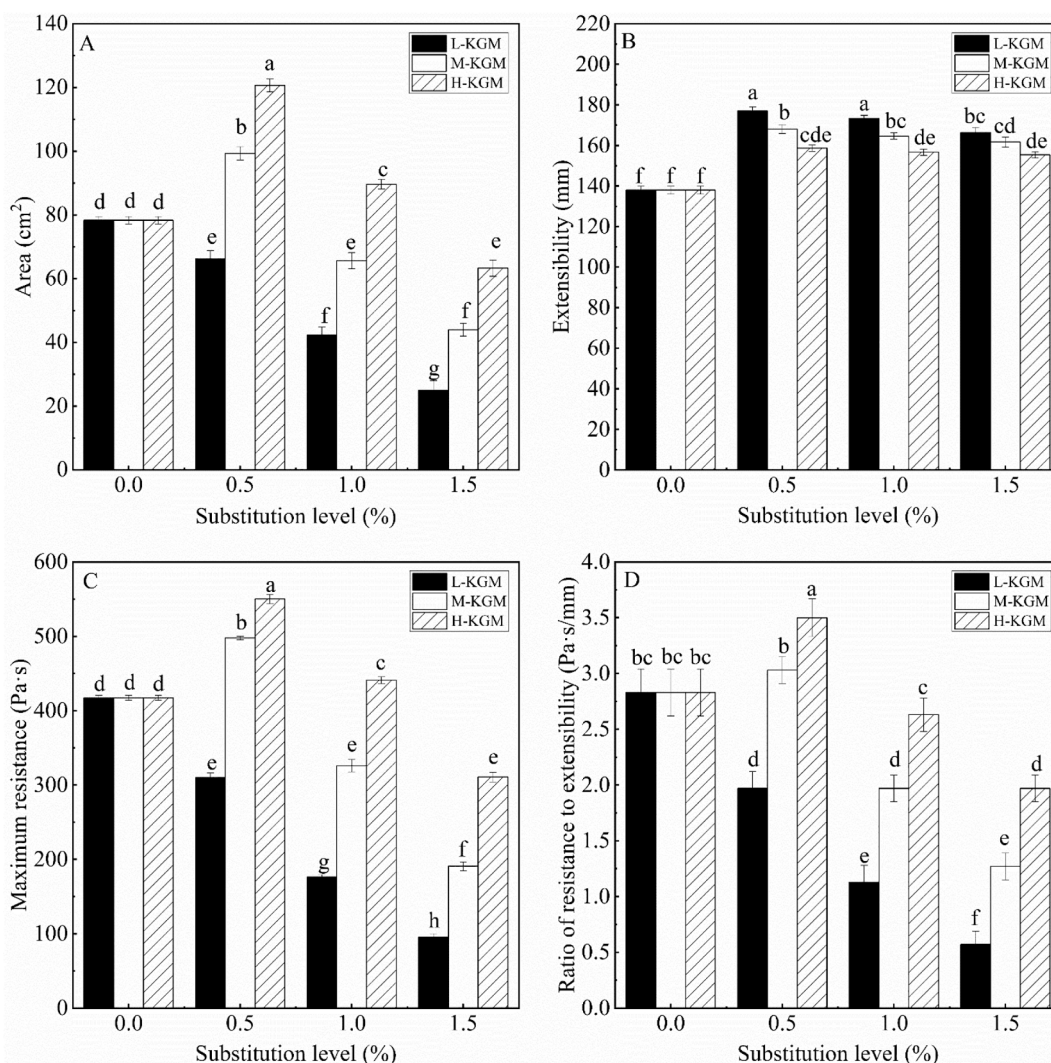 A
L-KGM
M-KGM
H-KGM
Area (cm²)
140
120
100
80
60
40
20
0
d d d
e b a
e e c
g f e
0.0 0.5 1.0 1.5
Substitution level (%)
B
L-KGM
M-KGM
H-KGM
Extensibility (mm)
220
200
180
160
140
120
100
80
60
40
20
0
f f f
a b cde
a bc de
bc cd de
0.0 0.5 1.0 1.5
Substitution level (%)
C
L-KGM
M-KGM
H-KGM
Maximum resistance (Pa·s)
600
500
400
300
200
100
0
d d d
e b a
g e c
h f e
0.0 0.5 1.0 1.5
Substitution level (%)
D
L-KGM
M-KGM
H-KGM
Ratio of resistance to extensibility (Pa·s/mm)
4.0
3.5
3.0
2.5
2.0
1.5
1.0
0.5
0.0
bc bc bc
d b a
e d c
f e d
0.0 0.5 1.0 1.5
Substitution level (%)